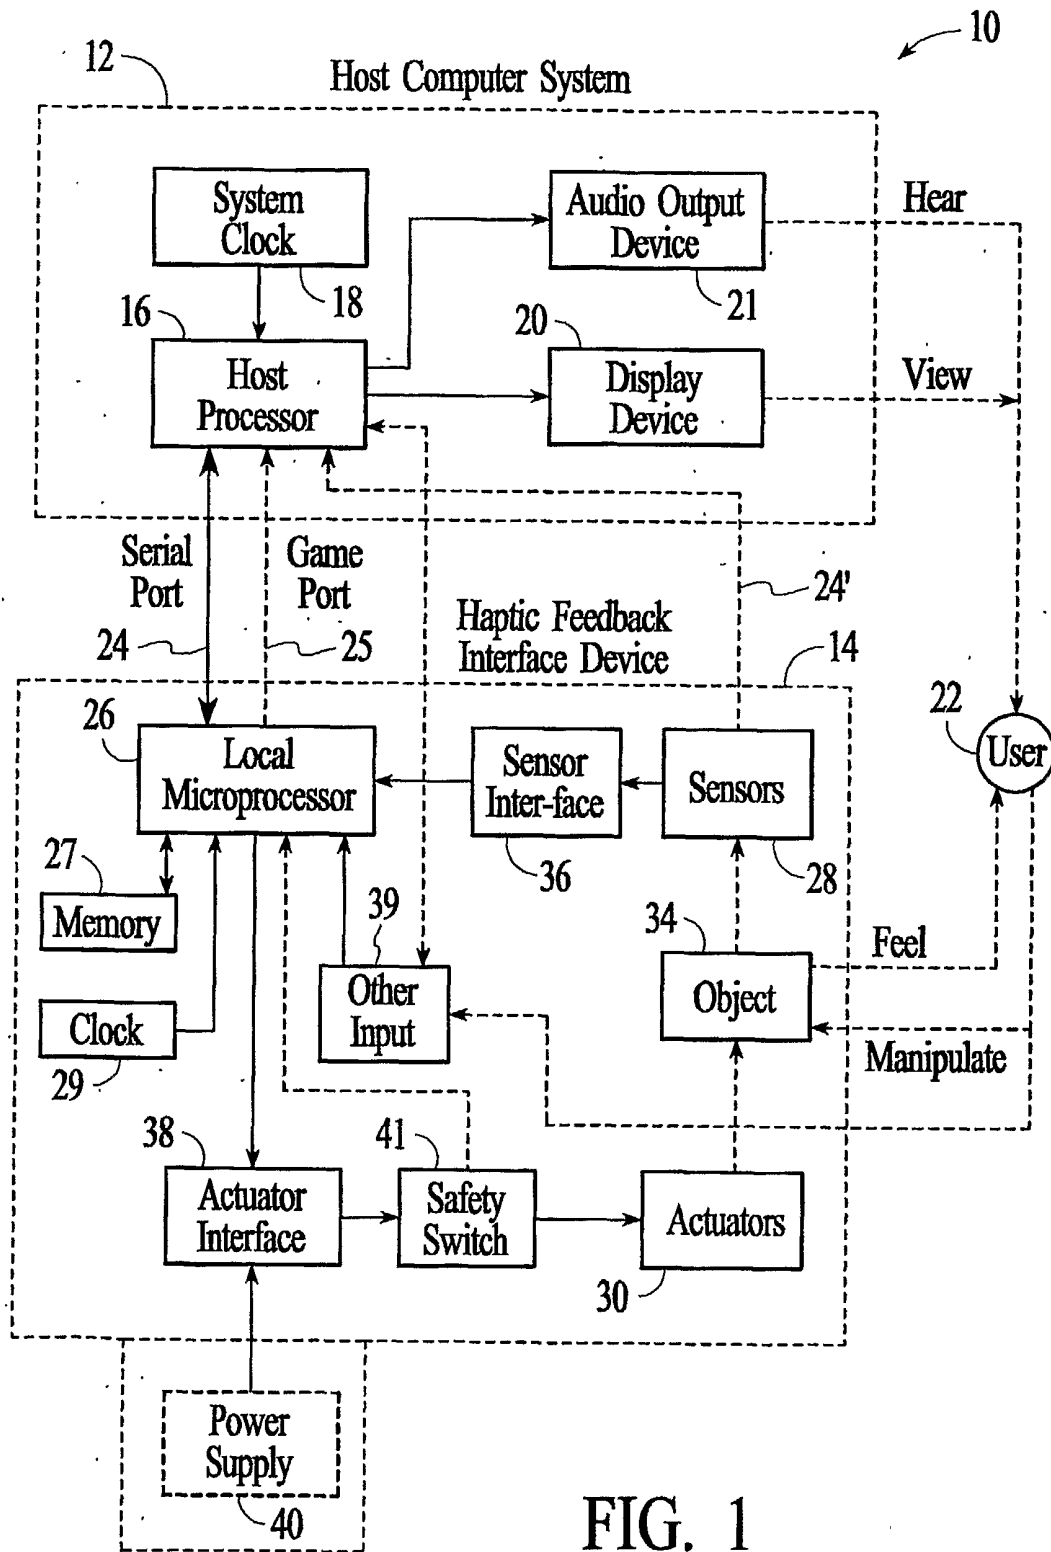 10
12
Host Computer System
System
Clock
18
Audio Output
Device
21
Hear
16
Host
Processor
20
Display
Device
View
Serial
Port
24
Game
Port
25
24'
Haptic Feedback
Interface Device
14
26
Local
Microprocessor
Sensor
Inter-face
36
Sensors
28
22
User
27
Memory
39
Other
Input
34
Object
Feel
Manipulate
Clock
29
38
Actuator
Interface
41
Safety
Switch
Actuators
30
Power
Supply
40
FIG. 1